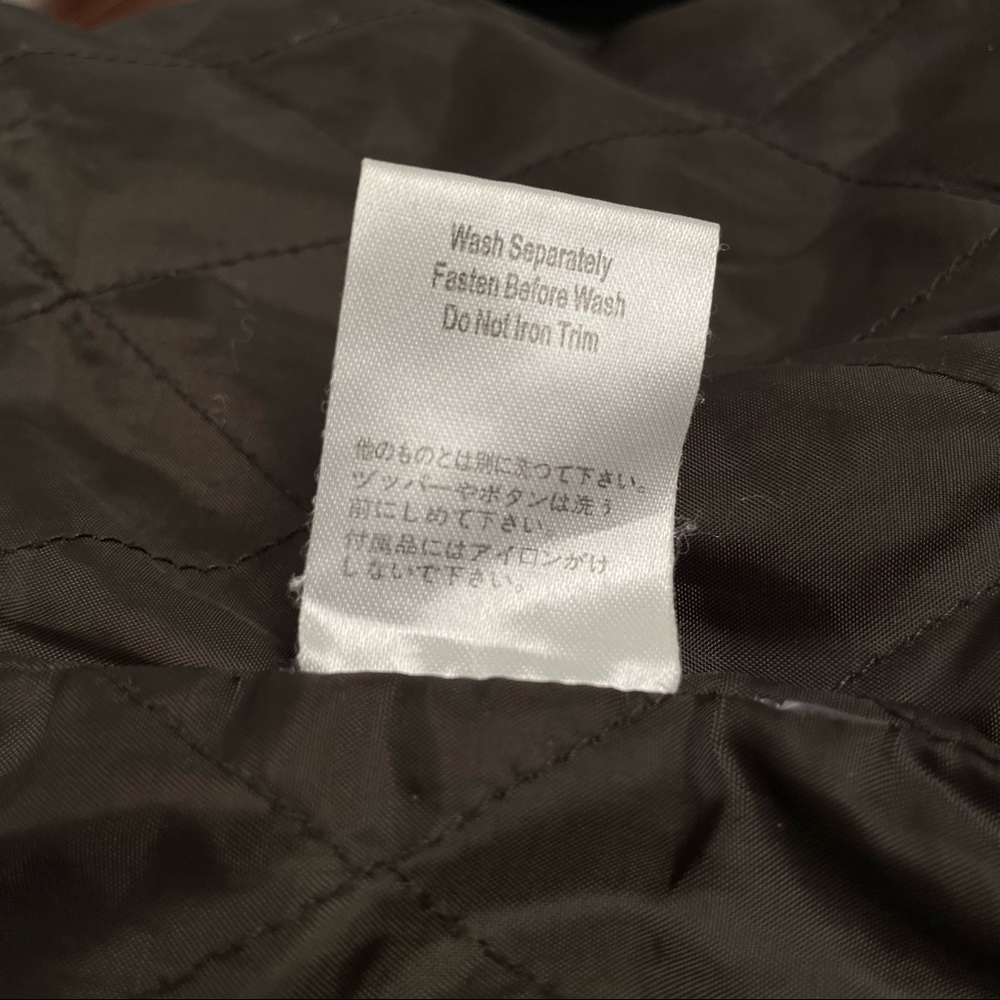 Wash Separately
Fasten Before Wash
Do Not Iron Trim
他のものとは別に洗って下さい。
ヅッパーやボタンは洗う
前にしめて下さい。
付属品にはアイロンがけ
しないで下さい。